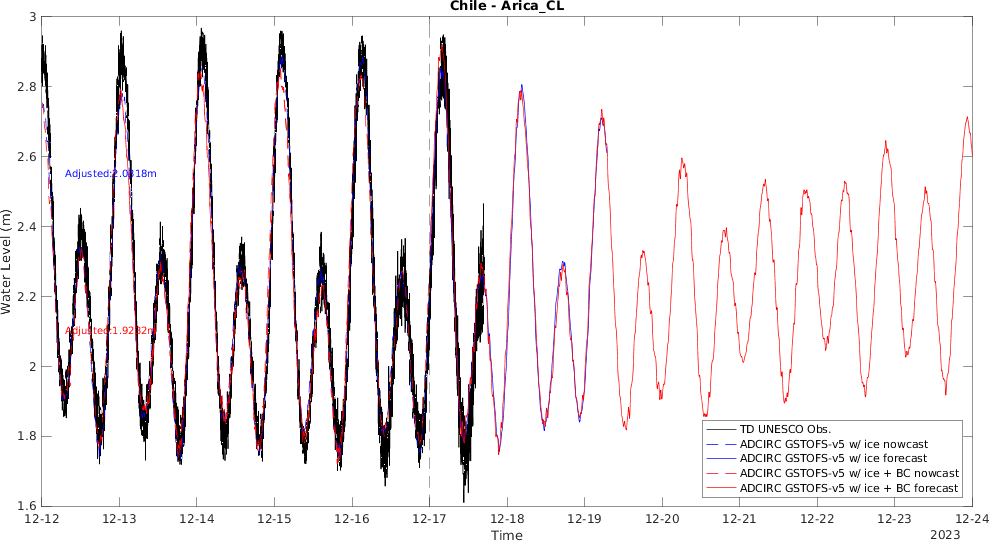 Chile - Arica_CL
3
2.8
2.6
2.4
2.2
2
1.8
1.6
Water Level (m)
Adjusted:2.0318m
Adjusted:1.9282m
TD UNESCO Obs.
ADCIRC GSTOFS-v5 w/ ice nowcast
ADCIRC GSTOFS-v5 w/ ice forecast
ADCIRC GSTOFS-v5 w/ ice + BC nowcast
ADCIRC GSTOFS-v5 w/ ice + BC forecast
12-12 12-13 12-14 12-15 12-16 12-17 12-18 12-19 12-20 12-21 12-22 12-23 12-24
Time
2023